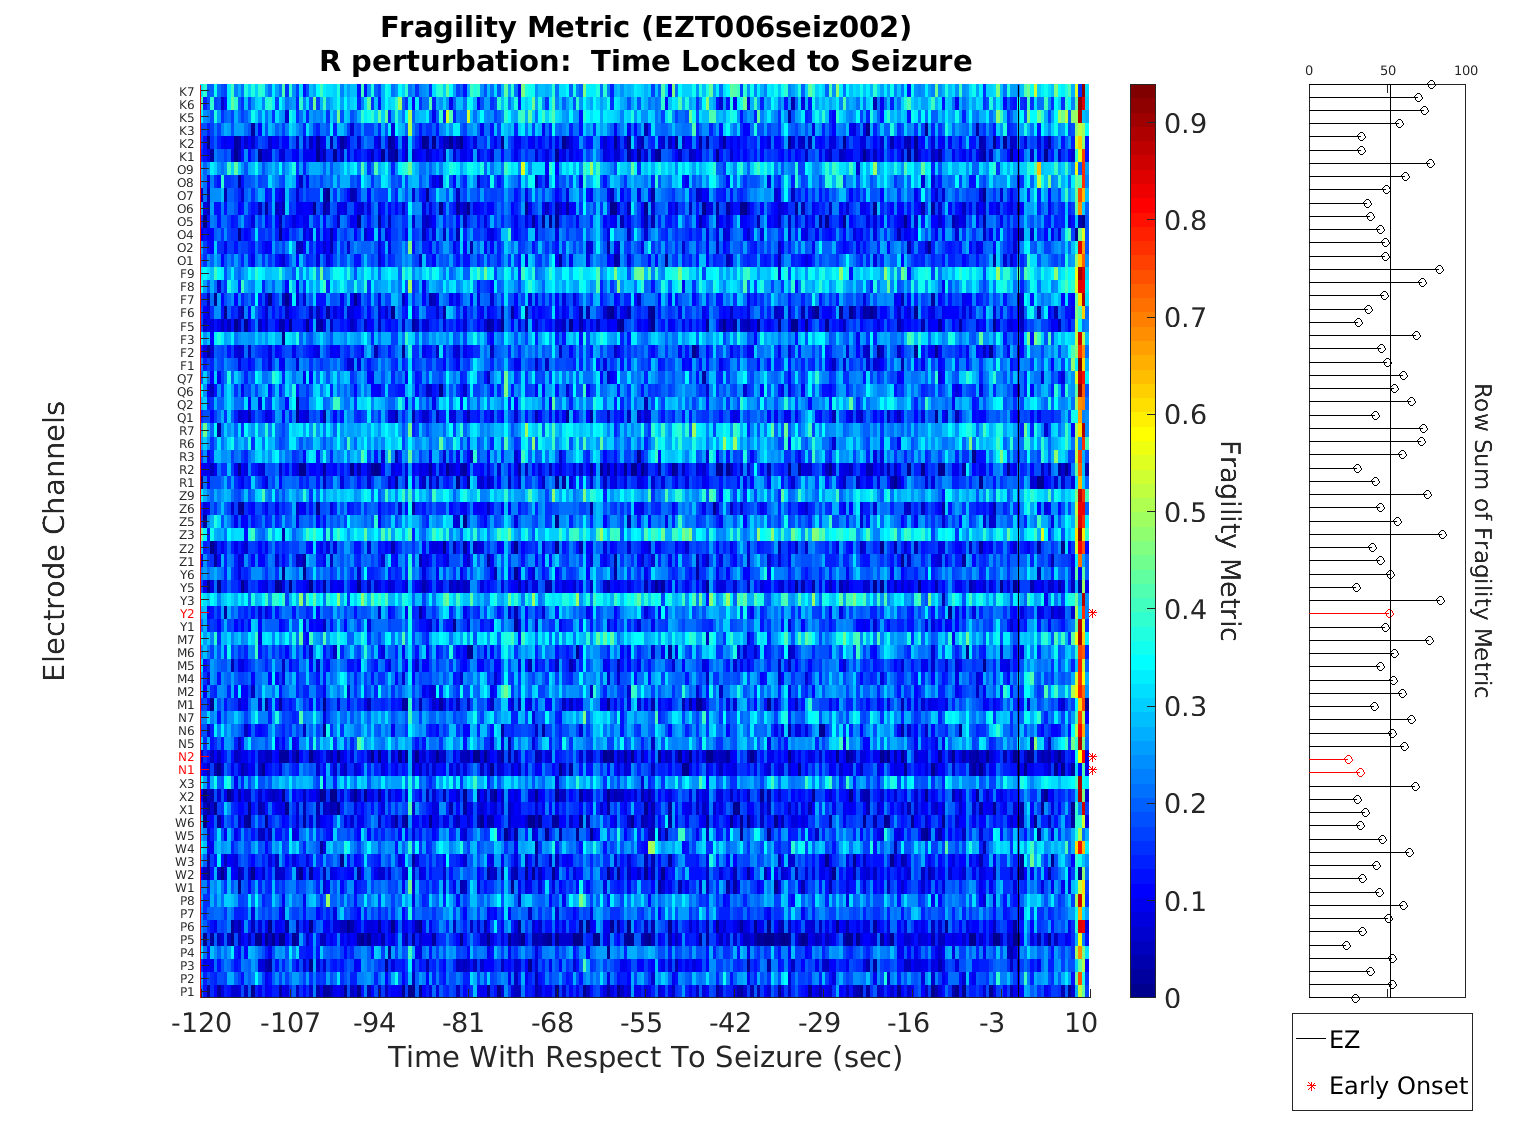 Fragility Metric (EZT006seiz002)
R perturbation:  Time Locked to Seizure
Electrode Channels
K7
K6
K5
K3
K2
K1
O9
O8
O7
O6
O5
O4
O2
O1
F9
F8
F7
F6
F5
F3
F2
F1
Q7
Q6
Q2
Q1
R7
R6
R3
R2
R1
Z9
Z6
Z5
Z3
Z2
Z1
Y6
Y5
Y3
Y2
Y1
M7
M6
M5
M4
M2
M1
N7
N6
N5
N2
N1
X3
X2
X1
W6
W5
W4
W3
W2
W1
P8
P7
P6
P5
P4
P3
P2
P1
-120 -107 -94 -81 -68 -55 -42 -29 -16 -3 10
Time With Respect To Seizure (sec)
0.9
0.8
0.7
0.6
0.5
0.4
0.3
0.2
0.1
0
Fragility Metric
0 50 100
Row Sum of Fragility Metric
EZ
Early Onset